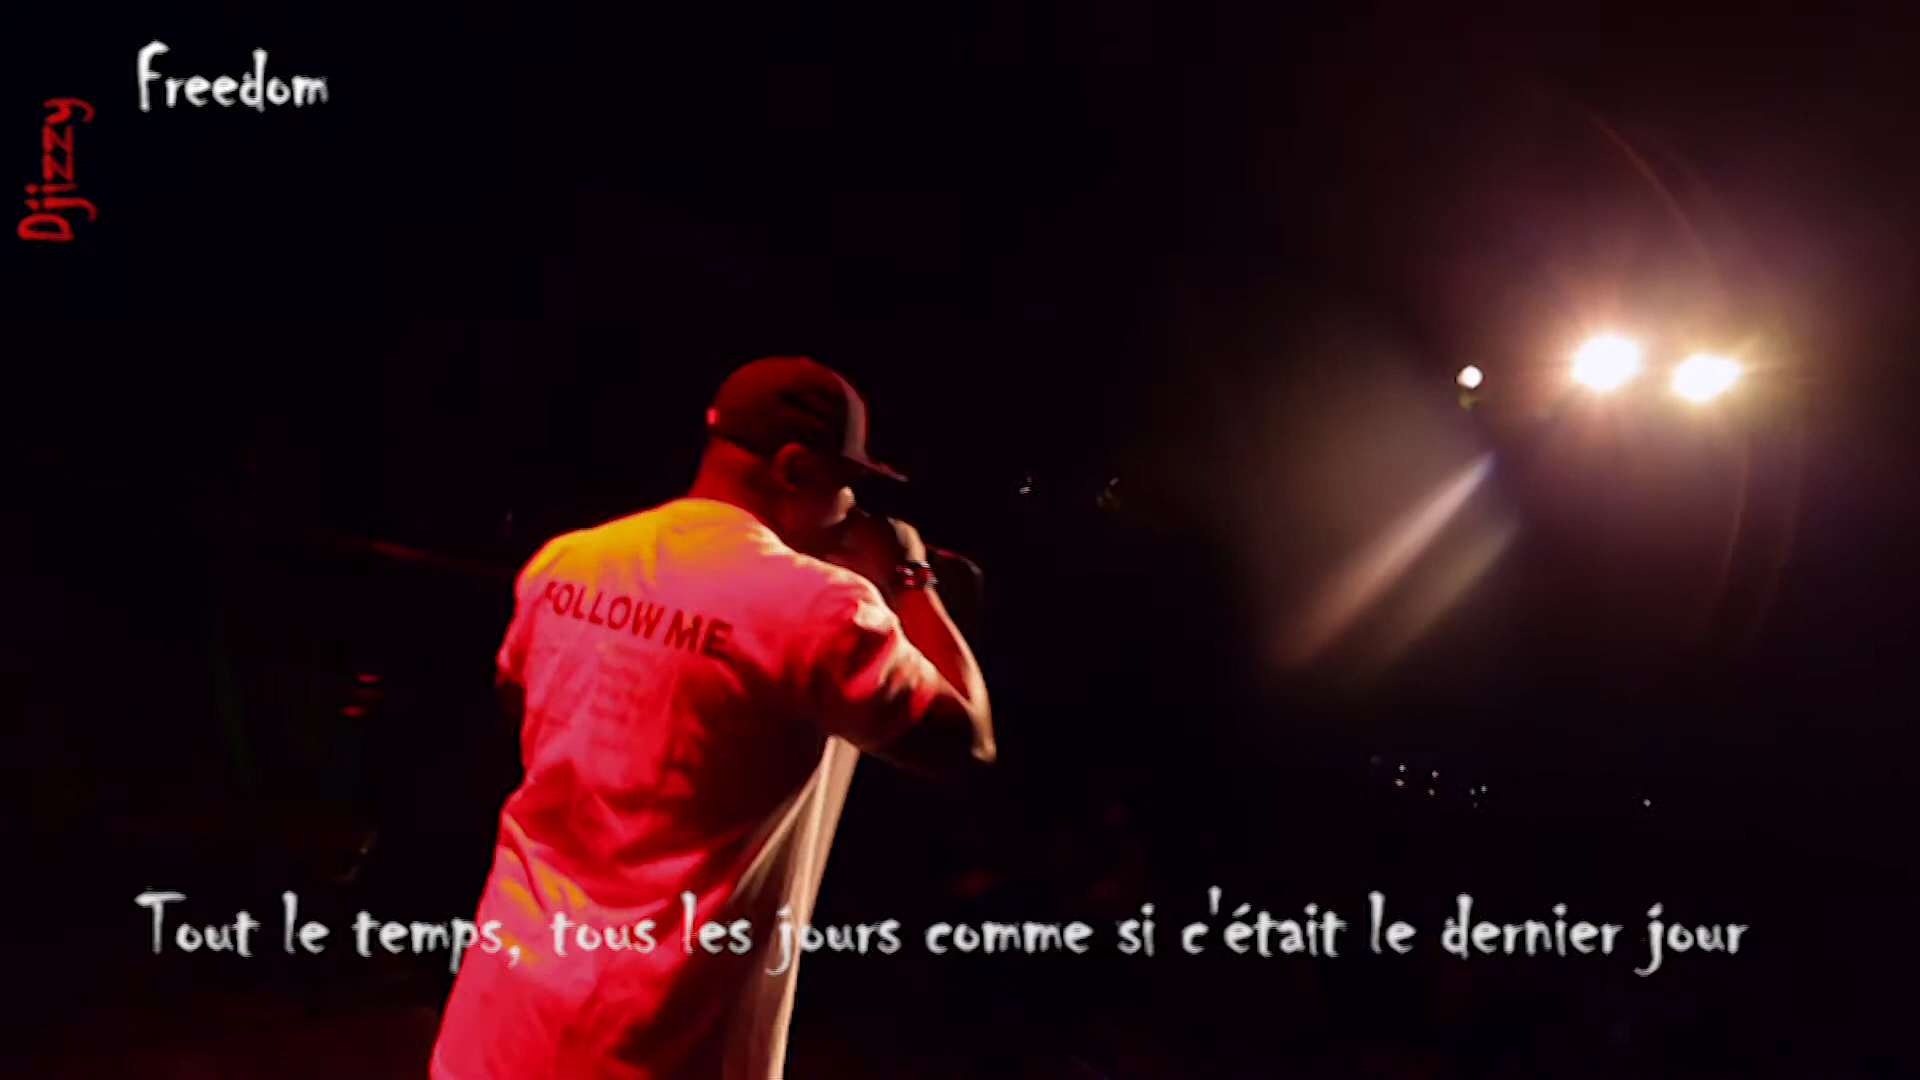 Freedom
Djizzy
FOLLOW ME
Tout le temps, tous les jours comme si c'était le dernier jour